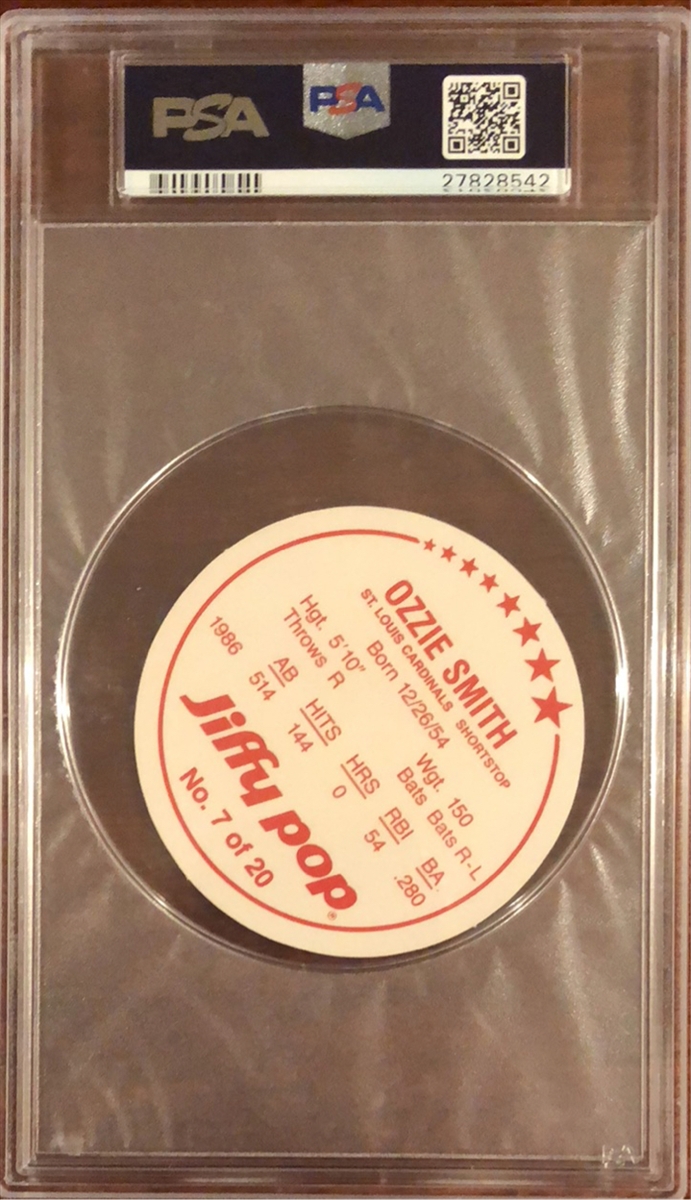 PSA
PSA
27828542
OZZIE SMITH
ST. LOUIS CARDINALS SHORTSTOP
Born 12/26/54
Hgt. 5'10" Wgt. 150
Throws R Bats Bats R-L
AB HITS HRS RBI BA
1986 514 144 0 54 .280
Jiffy pop®
No. 7 of 20